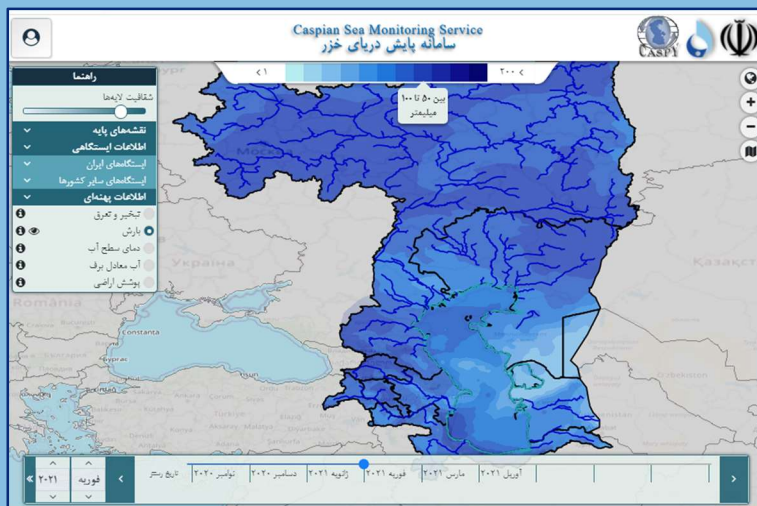 Caspian Sea Monitoring Service
سامانه پایش دریای خزر
CASPY
< ۱
۲۰۰ <
بین ۵۰ تا ۱۰۰
میلیمتر
راهنما
شفافیت لایه‌ها
نقشه‌های پایه
اطلاعات ایستگاهی
ایستگاه‌های ایران
ایستگاه‌های سایر کشورها
اطلاعات پهنه‌ای
تبخیر و تعرق
بارش
دمای سطح آب
آب معادل برف
پوشش اراضی
Москва
Україна
România
Constanta
Қазақст
تاریخ رستر
نوامبر ۲۰۲۰
دسامبر ۲۰۲۰
ژانویه ۲۰۲۱
فوریه ۲۰۲۱
مارس ۲۰۲۱
آوریل ۲۰۲۱
فوریه
۲۰۲۱